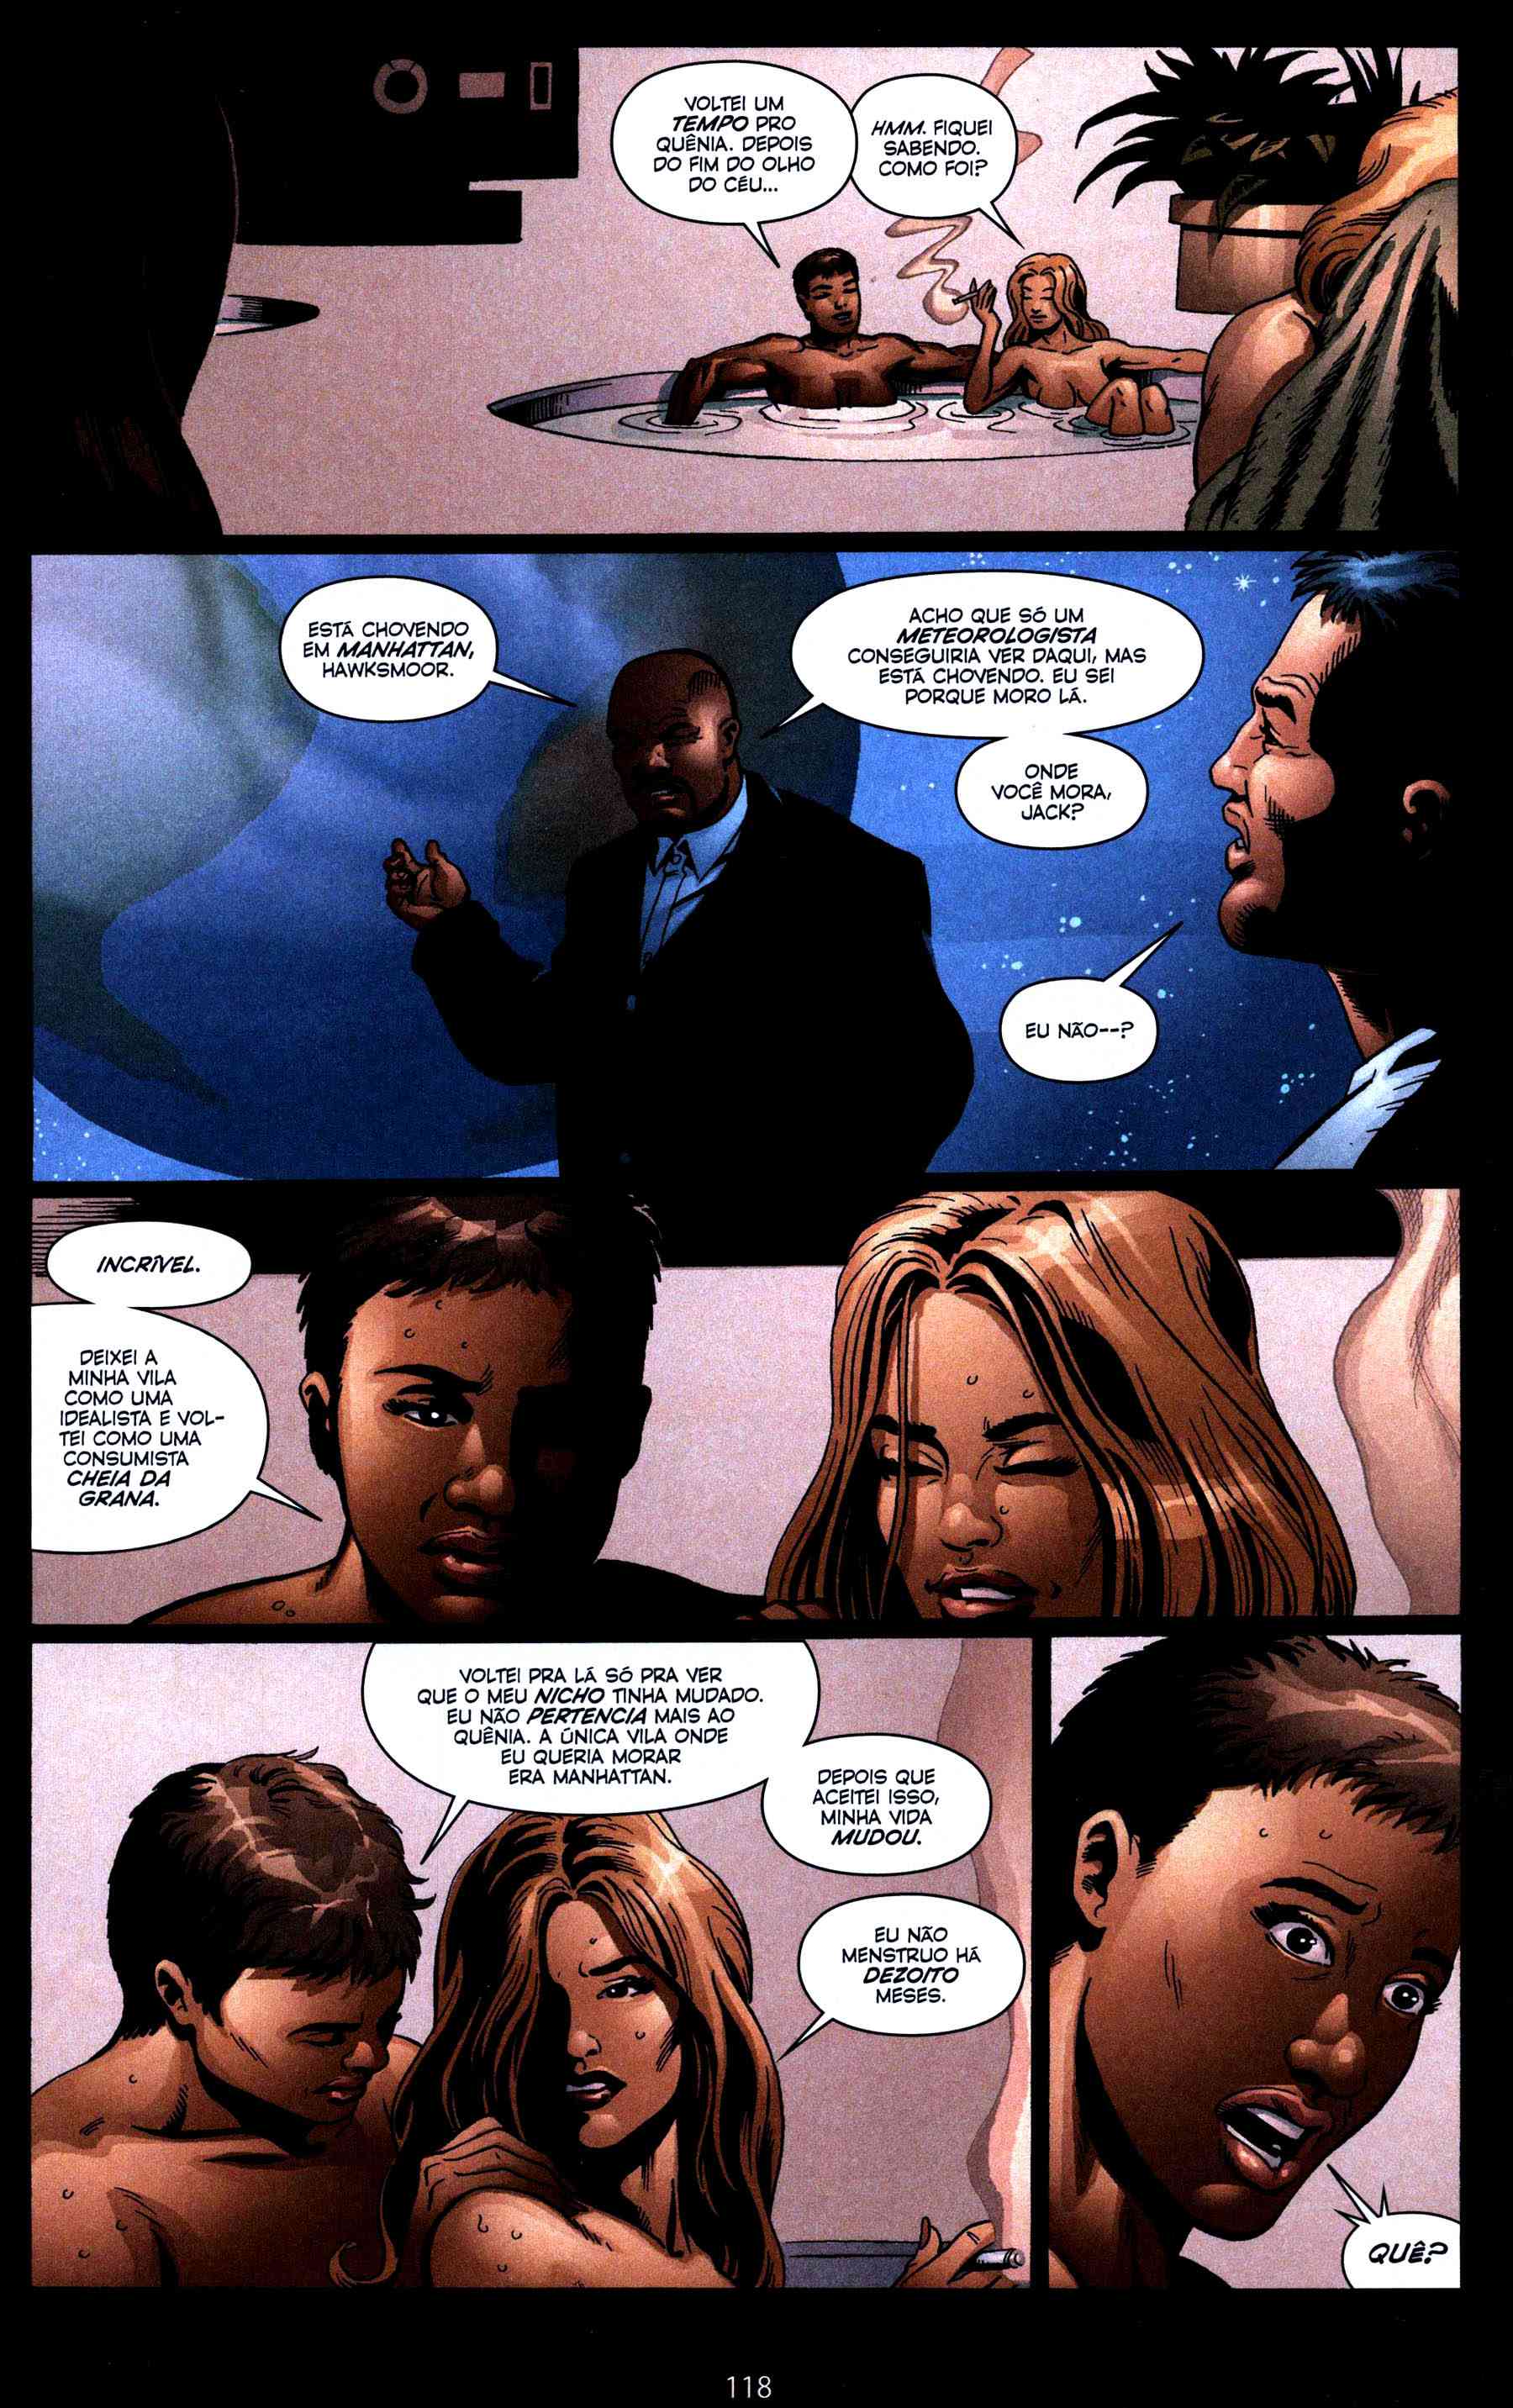 VOLTEI UM
TEMPO PRO
QUÊNIA. DEPOIS
DO FIM DO OLHO
DO CÉU...
HMM. FIQUEI
SABENDO.
COMO FOI?
ESTÁ CHOVENDO
EM MANHATTAN,
HAWKSMOOR.
ACHO QUE SÓ UM
METEOROLOGISTA
CONSEGUIRIA VER DAQUI, MAS
ESTÁ CHOVENDO. EU SEI
PORQUE MORO LÁ.
ONDE
VOCÊ MORA,
JACK?
EU NÃO--?
INCRÍVEL.
DEIXEI A
MINHA VILA
COMO UMA
IDEALISTA E VOL-
TEI COMO UMA
CONSUMISTA
CHEIA DA
GRANA.
VOLTEI PRA LÁ SÓ PRA VER
QUE O MEU NICHO TINHA MUDADO.
EU NÃO PERTENCIA MAIS AO
QUÊNIA. A ÚNICA VILA ONDE
EU QUERIA MORAR
ERA MANHATTAN.
DEPOIS QUE
ACEITEI ISSO,
MINHA VIDA
MUDOU.
EU NÃO
MENSTRUO HÁ
DEZOITO
MESES.
QUÊ?
118